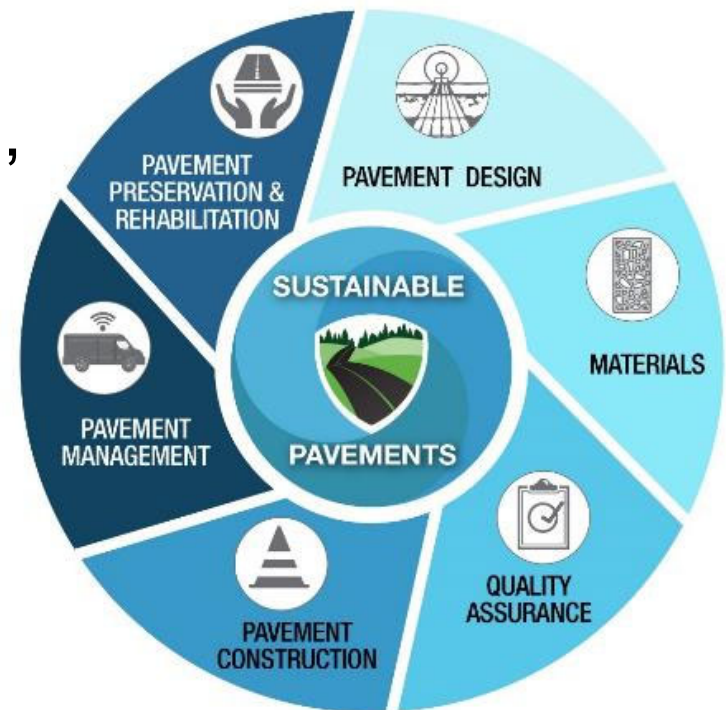 ,
PAVEMENT
PRESERVATION &
REHABILITATION
PAVEMENT DESIGN
MATERIALS
QUALITY
ASSURANCE
PAVEMENT
CONSTRUCTION
PAVEMENT
MANAGEMENT
SUSTAINABLE
PAVEMENTS